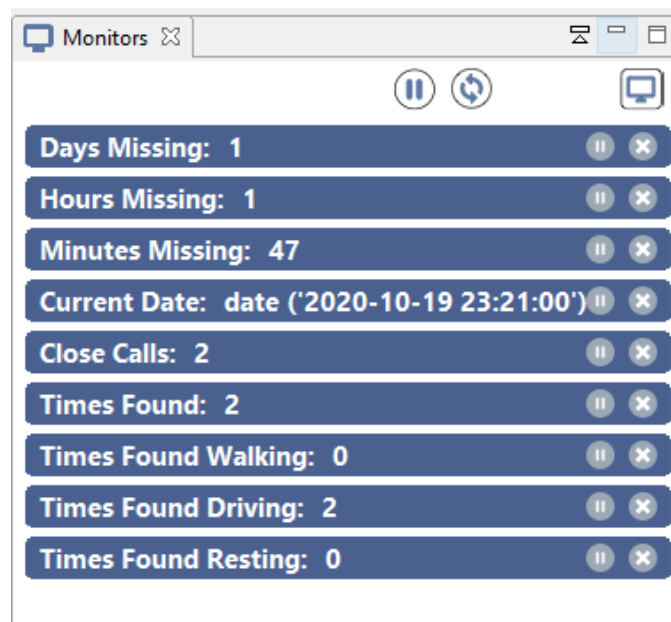 Monitors
Days Missing: 1
Hours Missing: 1
Minutes Missing: 47
Current Date: date ('2020-10-19 23:21:00')
Close Calls: 2
Times Found: 2
Times Found Walking: 0
Times Found Driving: 2
Times Found Resting: 0